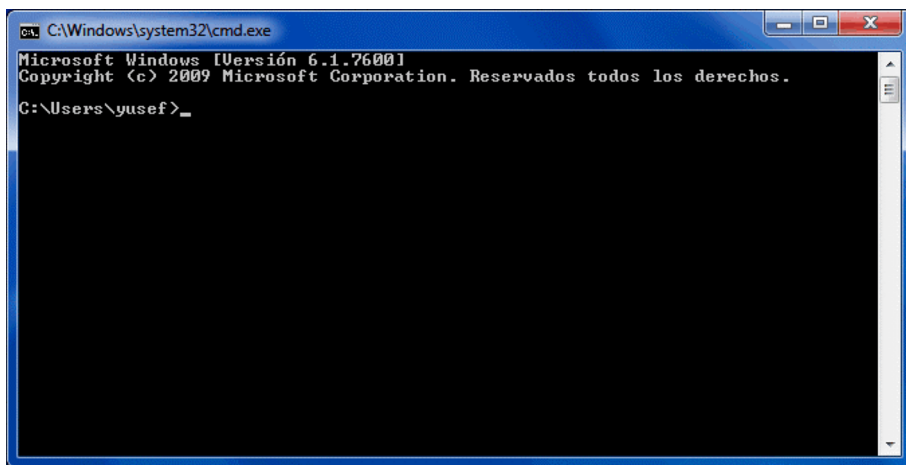 C:\Windows\system32\cmd.exe
Microsoft Windows [Versión 6.1.7600]
Copyright (c) 2009 Microsoft Corporation. Reservados todos los derechos.
C:\Users\yusef>_